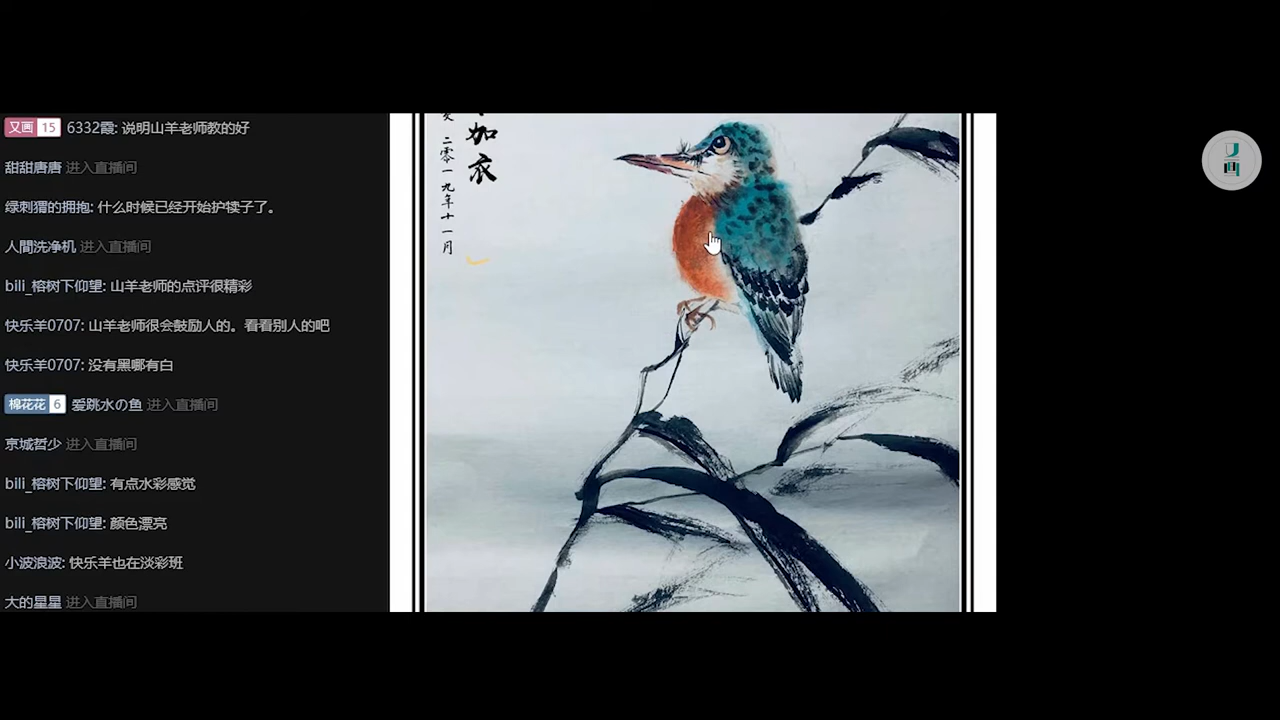 又画 15 6332霞: 说明山羊老师教的好
甜甜唐唐 进入直播间
绿刺猬的拥抱: 什么时候已经开始护犊子了。
人間洗净机 进入直播间
bili_榕树下仰望: 山羊老师的点评很精彩
快乐羊0707: 山羊老师很会鼓励人的。看看别人的吧
快乐羊0707: 没有黑哪有白
棉花花 6 爱跳水の鱼 进入直播间
京城哲少 进入直播间
bili_榕树下仰望: 有点水彩感觉
bili_榕树下仰望: 颜色漂亮
小波浪波: 快乐羊也在淡彩班
大的星星 进入直播间
加衣
二零一九年十一月
又画